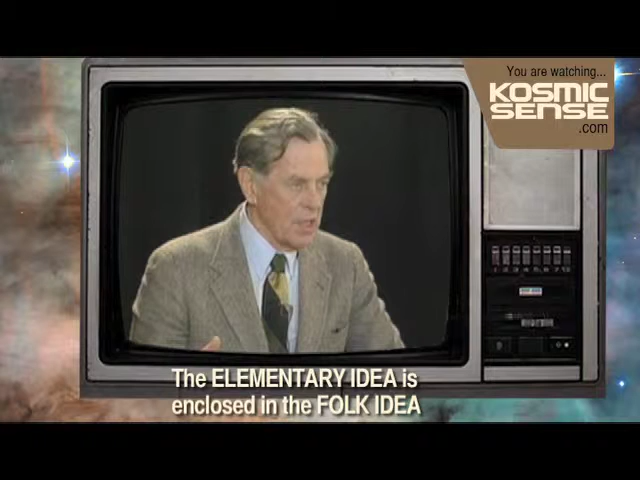 You are watching...
KOSMIC
SENSE
.com
The ELEMENTARY IDEA is
enclosed in the FOLK IDEA